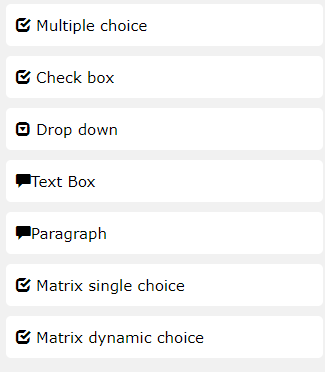 Multiple choice
Check box
Drop down
Text Box
Paragraph
Matrix single choice
Matrix dynamic choice